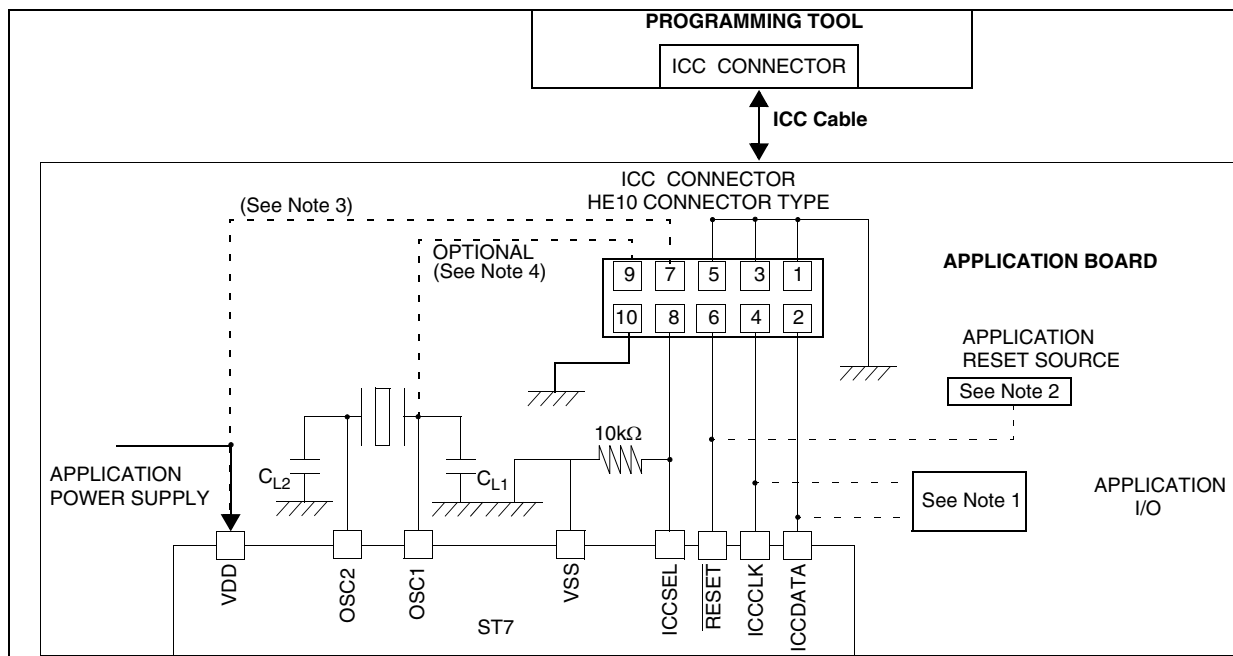 PROGRAMMING TOOL
ICC CONNECTOR
ICC Cable
ICC CONNECTOR
HE10 CONNECTOR TYPE
(See Note 3)
OPTIONAL
(See Note 4)
9 7 5 3 1
10 8 6 4 2
APPLICATION BOARD
APPLICATION
RESET SOURCE
See Note 2
10kΩ
CL2
CL1
APPLICATION
POWER SUPPLY
See Note 1
APPLICATION
I/O
VDD
OSC2
OSC1
VSS
ICCSEL
RESET
ICCCLK
ICCDATA
ST7